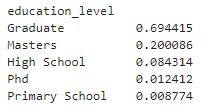 education_level
Graduate 0.694415
Masters 0.200086
High School 0.084314
Phd 0.012412
Primary School 0.008774